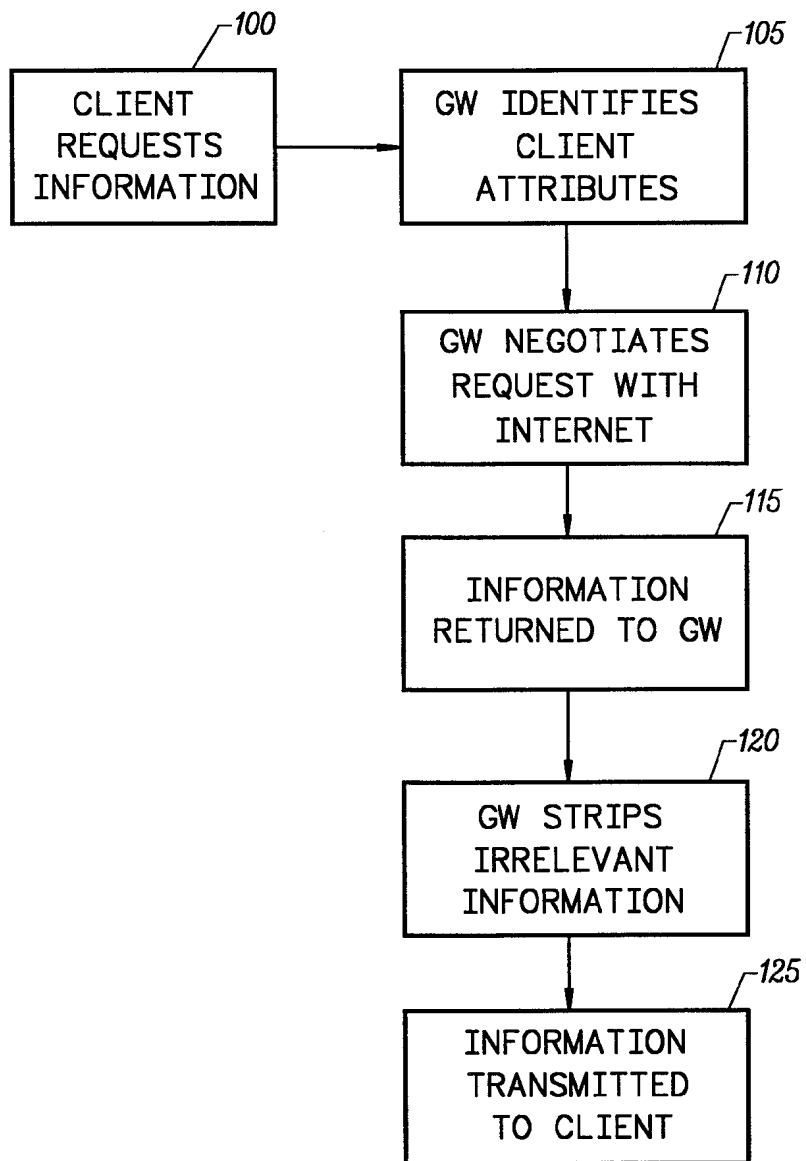 100
CLIENT
REQUESTS
INFORMATION
105
GW IDENTIFIES
CLIENT
ATTRIBUTES
110
GW NEGOTIATES
REQUEST WITH
INTERNET
115
INFORMATION
RETURNED TO GW
120
GW STRIPS
IRRELEVANT
INFORMATION
125
INFORMATION
TRANSMITTED
TO CLIENT